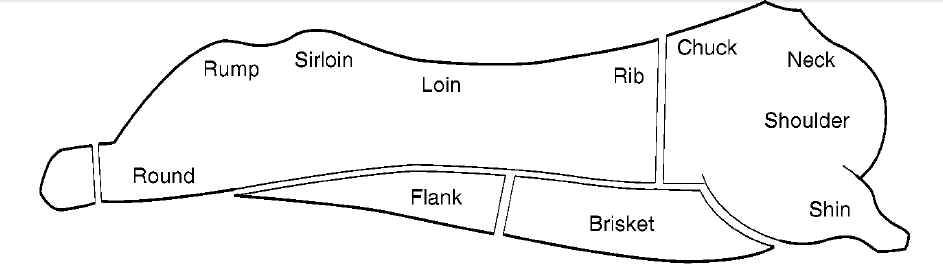 Chuck
Neck
Rump
Sirloin
Loin
Rib
Shoulder
Round
Flank
Brisket
Shin